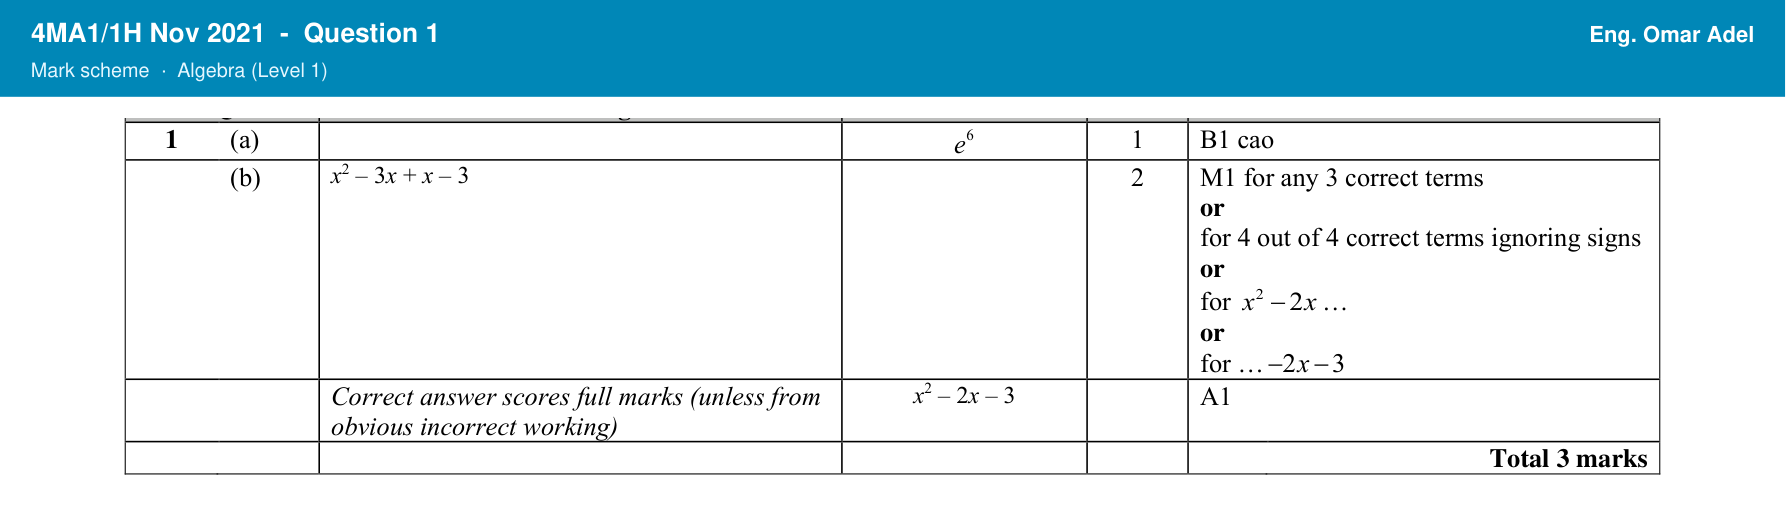 4MA1/1H Nov 2021 - Question 1
Eng. Omar Adel
Mark scheme · Algebra (Level 1)
1 (a) e⁶ 1 B1 cao
(b) x² – 3x + x – 3 2 M1 for any 3 correct terms
or
for 4 out of 4 correct terms ignoring signs
or
for x² – 2x …
or
for … –2x – 3
Correct answer scores full marks (unless from x² – 2x – 3 A1
obvious incorrect working)
Total 3 marks